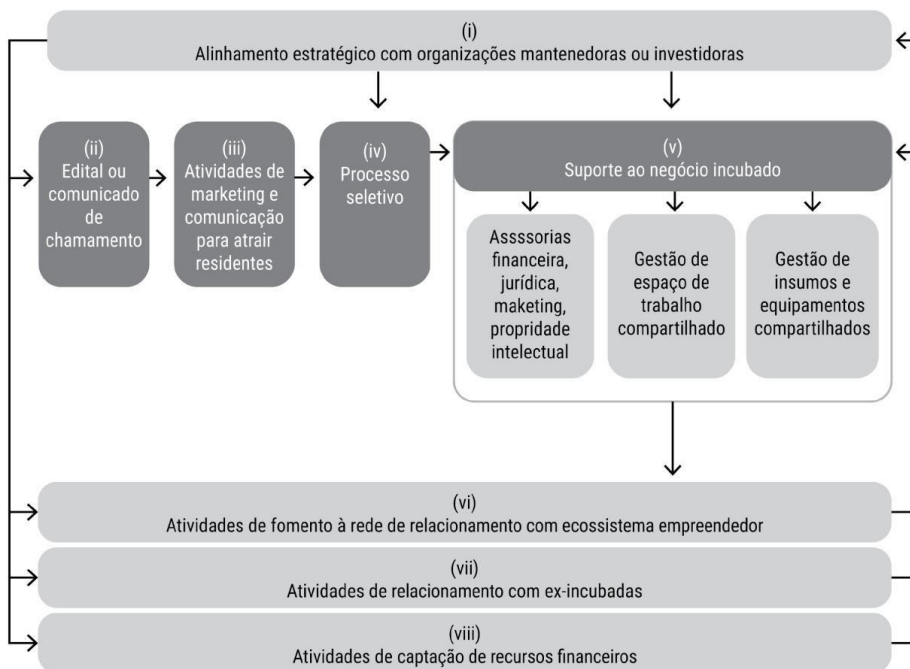 (i)
Alinhamento estratégico com organizações mantenedoras ou investidoras
(ii)
Edital ou
comunicado
de
chamamento
(iii)
Atividades de
marketing e
comunicação
para atrair
residentes
(iv)
Processo
seletivo
(v)
Suporte ao negócio incubado
Assssorias
financeira,
jurídica,
maketing,
propridade
intelectual
Gestão de
espaço de
trabalho
compartilhado
Gestão de
insumos e
equipamentos
compartilhados
(vi)
Atividades de fomento à rede de relacionamento com ecossistema empreendedor
(vii)
Atividades de relacionamento com ex-incubadas
(viii)
Atividades de captação de recursos financeiros